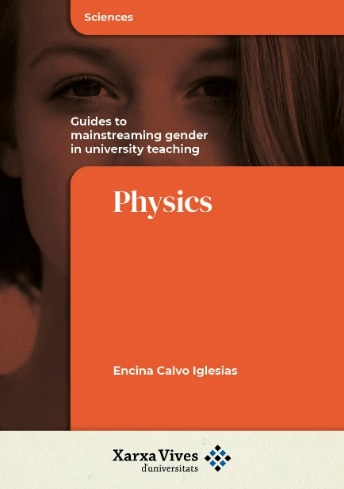 Sciences
Guides to
mainstreaming gender
in university teaching
Physics
Encina Calvo Iglesias
Xarxa Vives
d'universitats